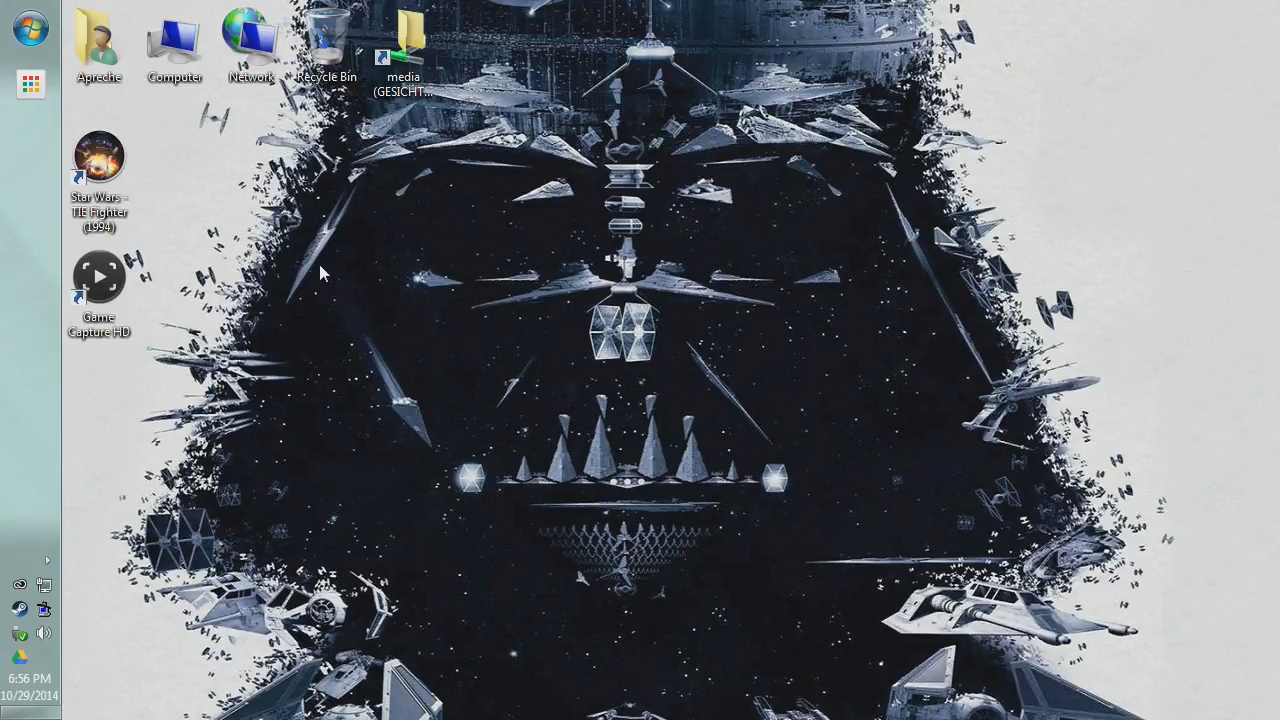 Apreche
Computer
Network
Recycle Bin
media
(GESICHT...
Star Wars -
TIE Fighter
(1994)
Game
Capture HD
6:56 PM
10/29/2014